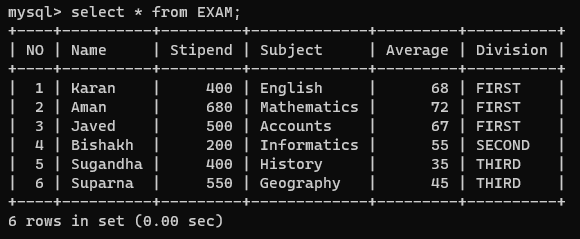 mysql> select * from EXAM;
+----+-----------+---------+-------------+---------+----------+
| NO | Name      | Stipend | Subject     | Average | Division |
+----+-----------+---------+-------------+---------+----------+
|  1 | Karan     |     400 | English     |      68 | FIRST    |
|  2 | Aman      |     680 | Mathematics |      72 | FIRST    |
|  3 | Javed     |     500 | Accounts    |      67 | FIRST    |
|  4 | Bishakh   |     200 | Informatics |      55 | SECOND   |
|  5 | Sugandha  |     400 | History     |      35 | THIRD    |
|  6 | Suparna   |     550 | Geography   |      45 | THIRD    |
+----+-----------+---------+-------------+---------+----------+
6 rows in set (0.00 sec)